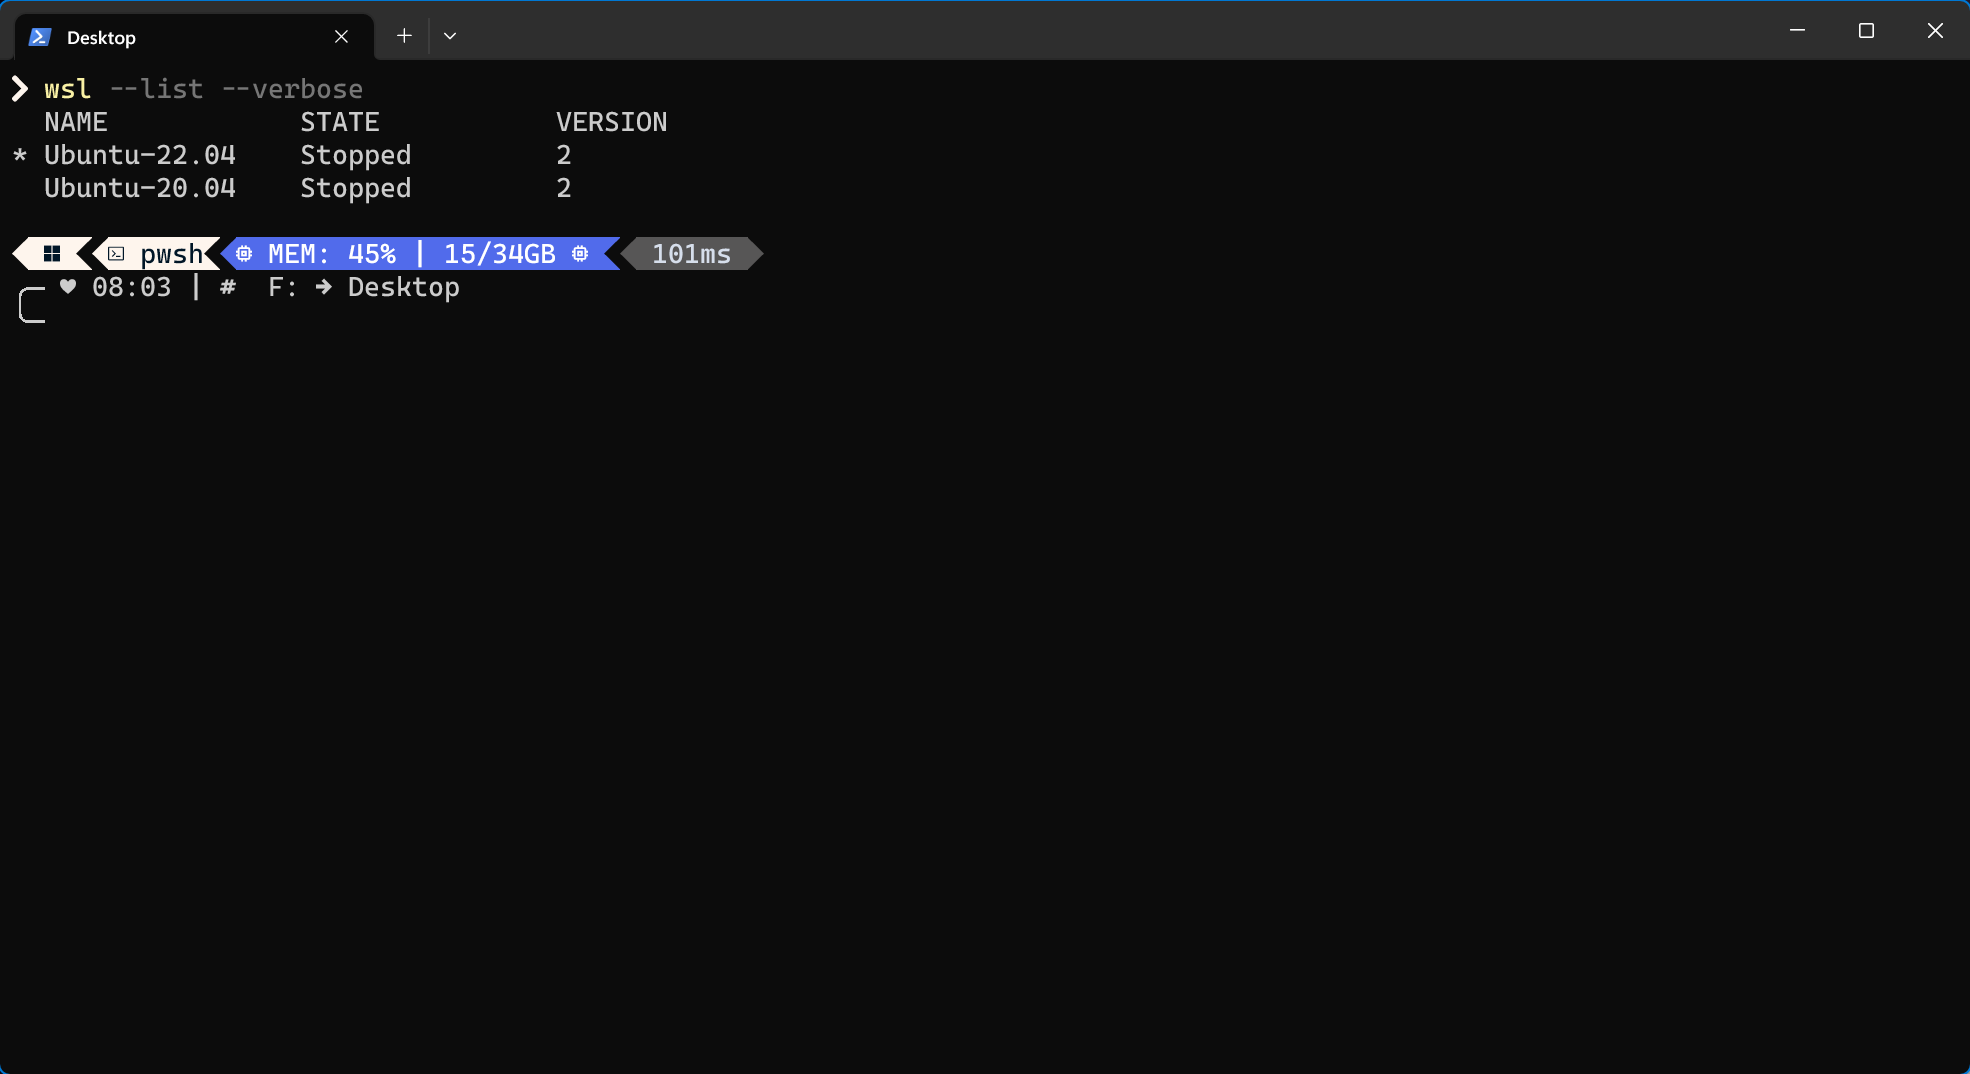 Desktop
wsl --list --verbose
NAME STATE VERSION
* Ubuntu-22.04 Stopped 2
Ubuntu-20.04 Stopped 2
pwsh MEM: 45% | 15/34GB 101ms
♥ 08:03 | # F: → Desktop